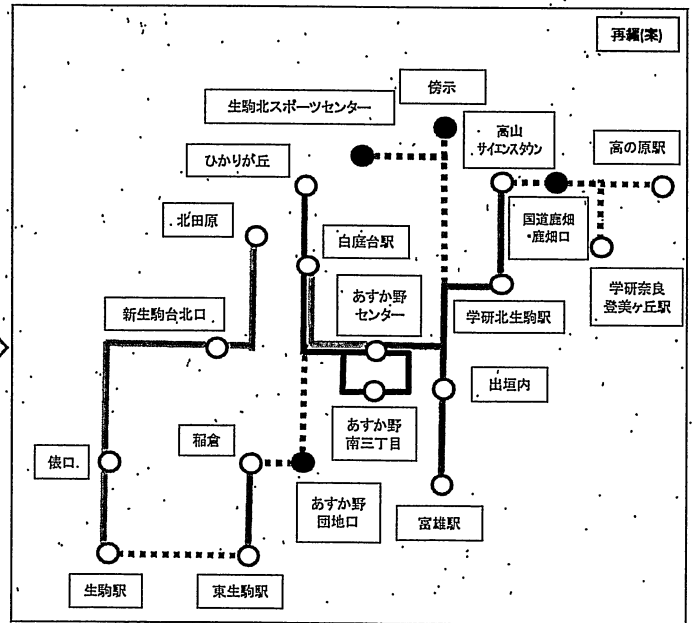 再編(案)
傍示
生駒北スポーツセンター
高山
サイエンスタウン
高の原駅
ひかりが丘
北田原
白庭台駅
国道庭畑
・庭畑口
あすか野
センター
学研奈良
登美ヶ丘駅
新生駒台北口
学研北生駒駅
出垣内
あすか野
南三丁目
稲倉
俵口
あすか野
団地口
富雄駅
生駒駅
東生駒駅